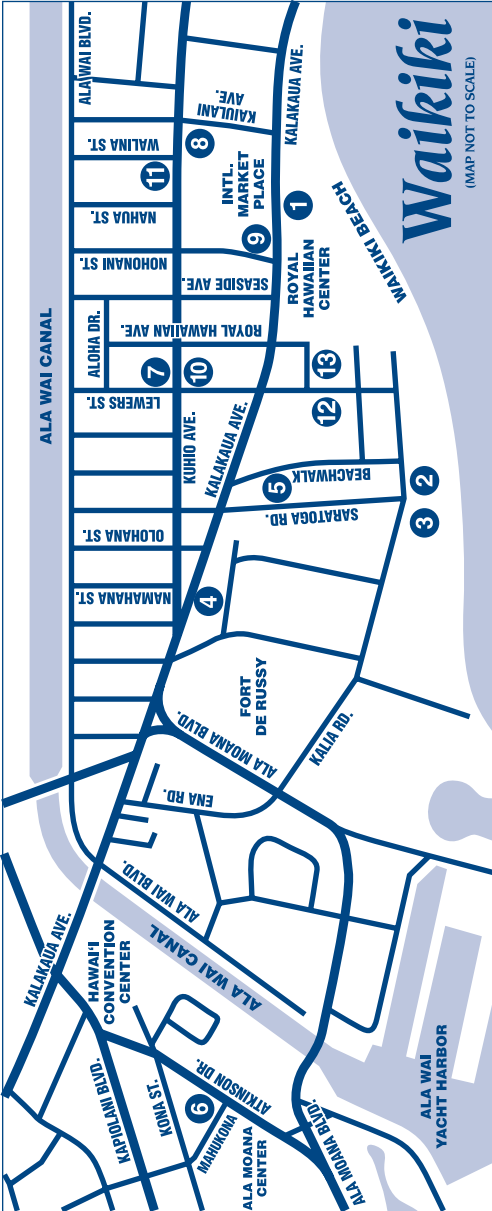 Waikiki
(MAP NOT TO SCALE)
ALA WAI BLVD.
KALAKAUA AVE.
KAIULANI
AVE.
WALINA ST.
8
11
INTL.
MARKET
PLACE
1
NAHUA ST.
9
WAIKIKI BEACH
NOHONANI ST.
SEASIDE AVE.
ROYAL
HAWAIIAN
CENTER
ROYAL HAWAIIAN AVE.
ALOHA DR.
ALA WAI CANAL
7
10
13
LEWERS ST.
12
KUHIO AVE.
KALAKAUA AVE.
BEACHWALK
5
2
SARATOGA RD.
3
OLOHANA ST.
NAMAHANA ST.
4
FORT
DE RUSSY
ALA MOANA BLVD.
KALIA RD.
ENA RD.
ALA WAI BLVD.
ALA WAI CANAL
KALAKAUA AVE.
HAWAI'I
CONVENTION
CENTER
KAPIOLANI BLVD.
KONA ST.
ATKINSON DR.
6
MAHUKONA
ALA MOANA
CENTER
ALA MOANA BLVD.
ALA WAI
YACHT HARBOR